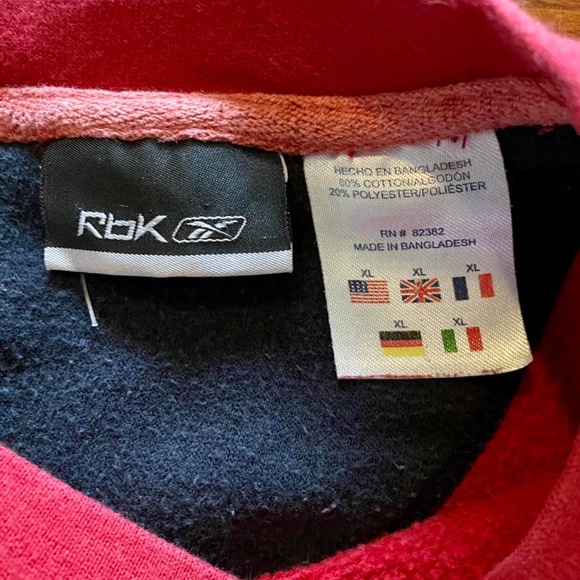 RbK
HECHO EN BANGLADESH
80% COTTON/ALGODÓN
20% POLYESTER/POLIÉSTER
RN # 82382
MADE IN BANGLADESH
XL XL XL
XL XL